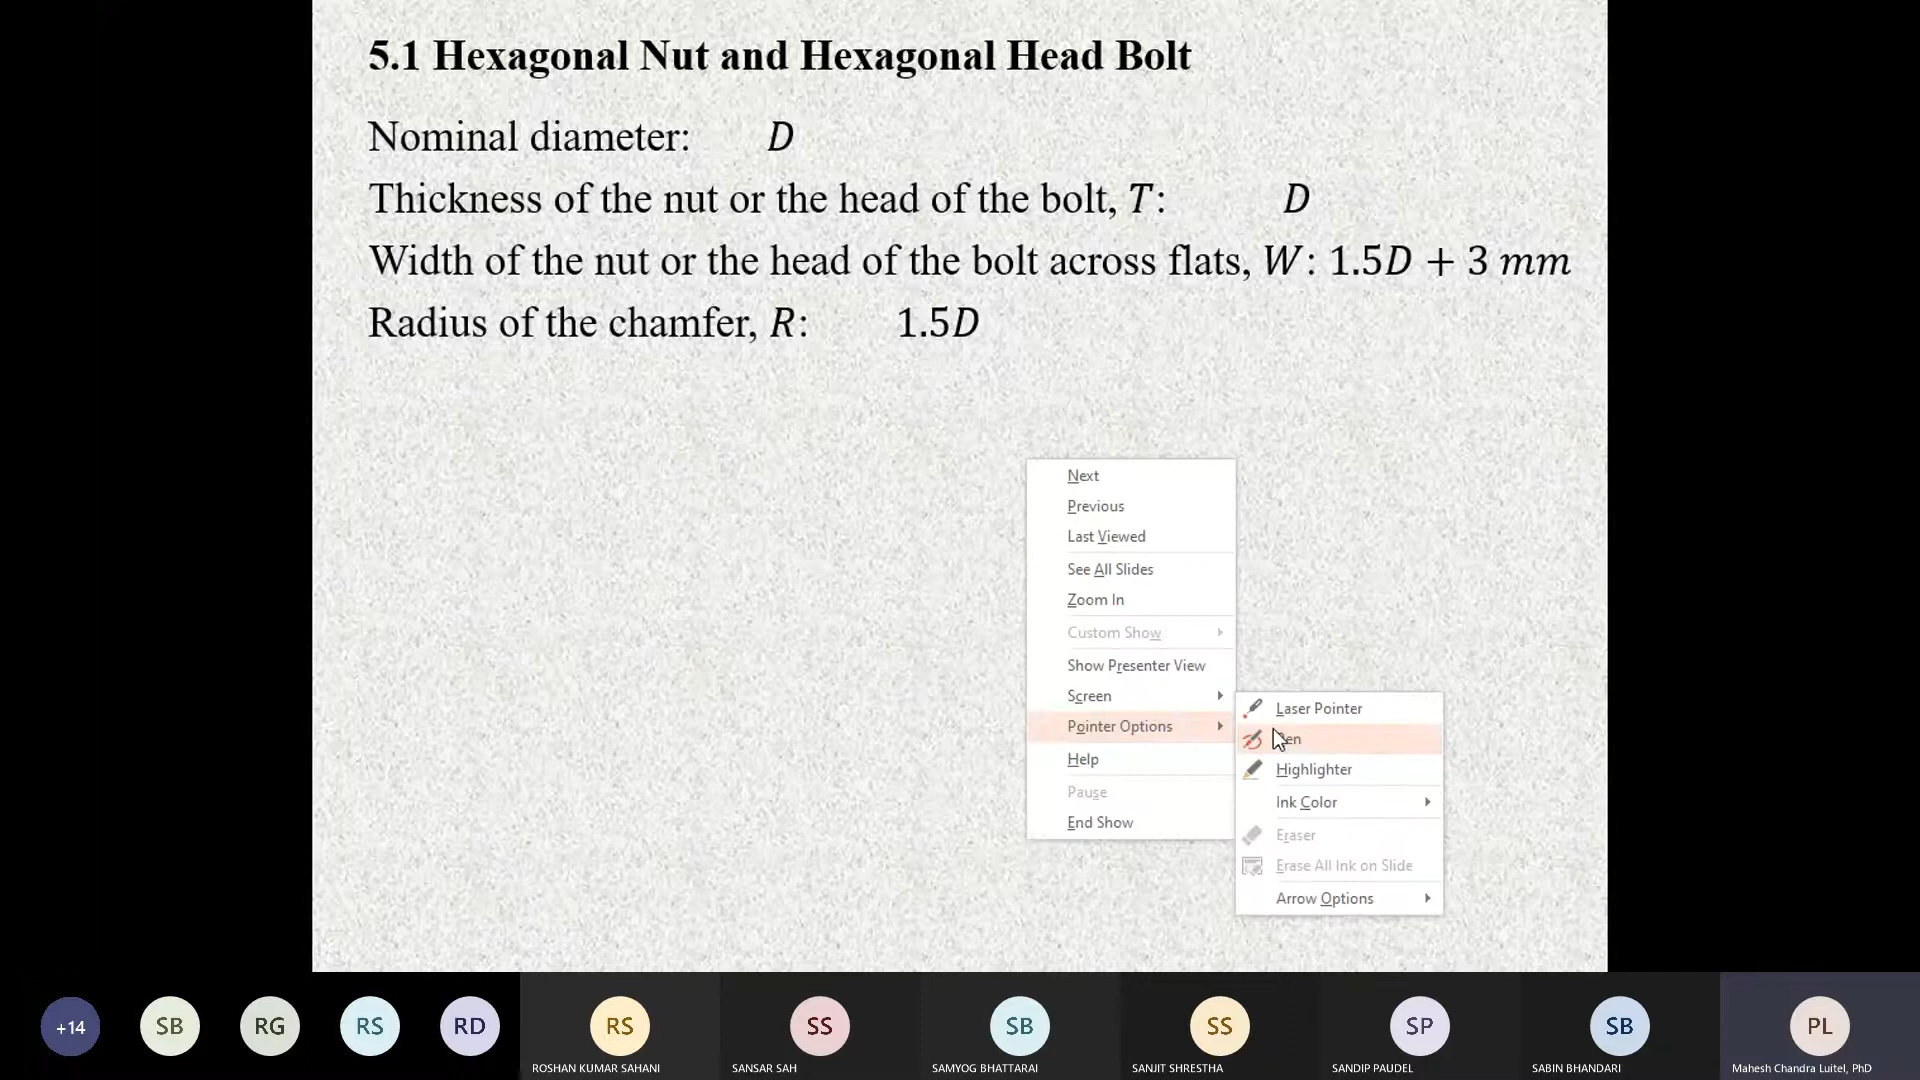 5.1 Hexagonal Nut and Hexagonal Head Bolt
Nominal diameter: D
Thickness of the nut or the head of the bolt, T: D
Width of the nut or the head of the bolt across flats, W: 1.5D + 3 mm
Radius of the chamfer, R: 1.5D
Next
Previous
Last Viewed
See All Slides
Zoom In
Custom Show
Show Presenter View
Screen
Pointer Options
Help
Pause
End Show
Laser Pointer
Highlighter
Ink Color
Eraser
Erase All Ink on Slide
Arrow Options
+14
SB
RG
RS
RD
RS
SS
SB
SS
SP
SB
PL
ROSHAN KUMAR SAHANI
SANSAR SAH
SAMYOG BHATTARAI
SANJIT SHRESTHA
SANDIP PAUDEL
SABIN BHANDARI
Mahesh Chandra Luitel, PhD